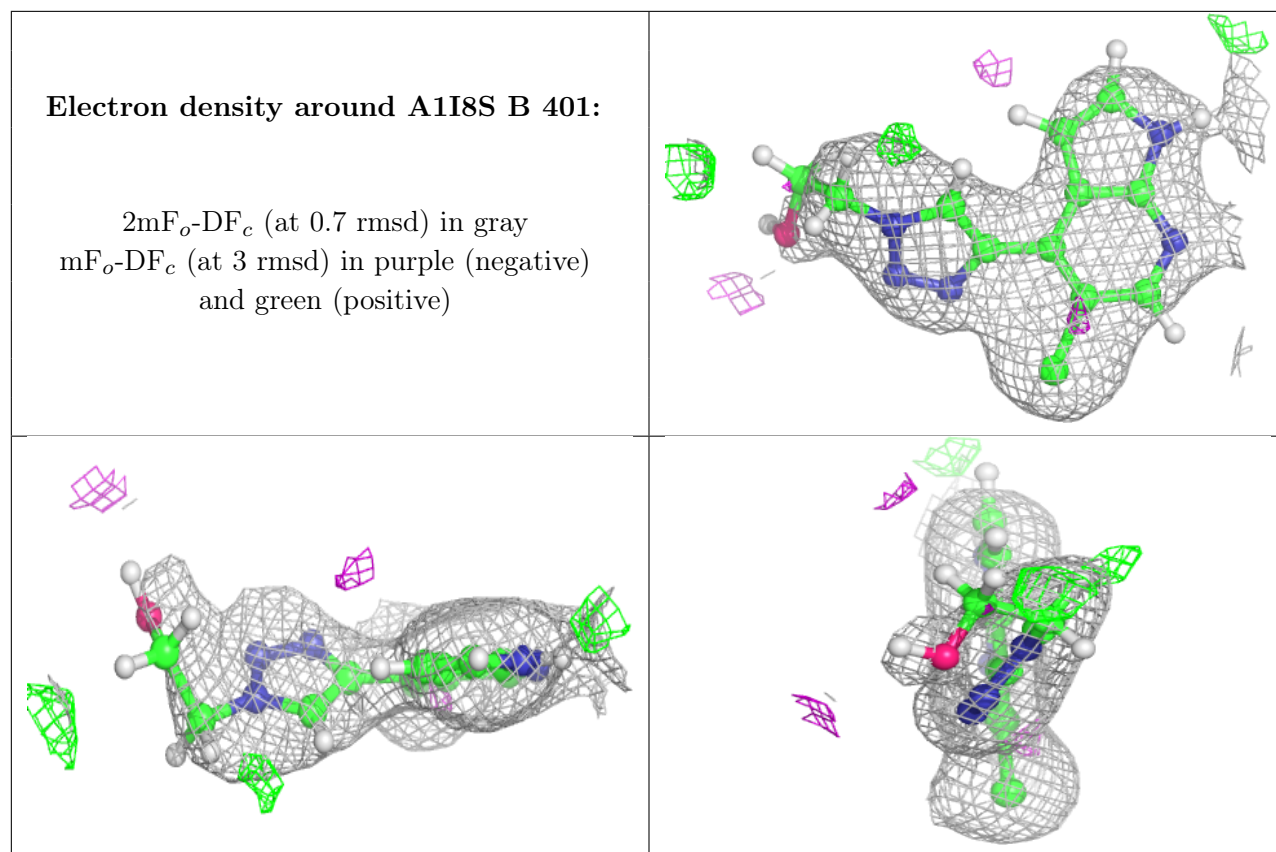 Electron density around A1I8S B 401:
2mFₒ-DF𝒸 (at 0.7 rmsd) in gray
mFₒ-DF𝒸 (at 3 rmsd) in purple (negative)
and green (positive)